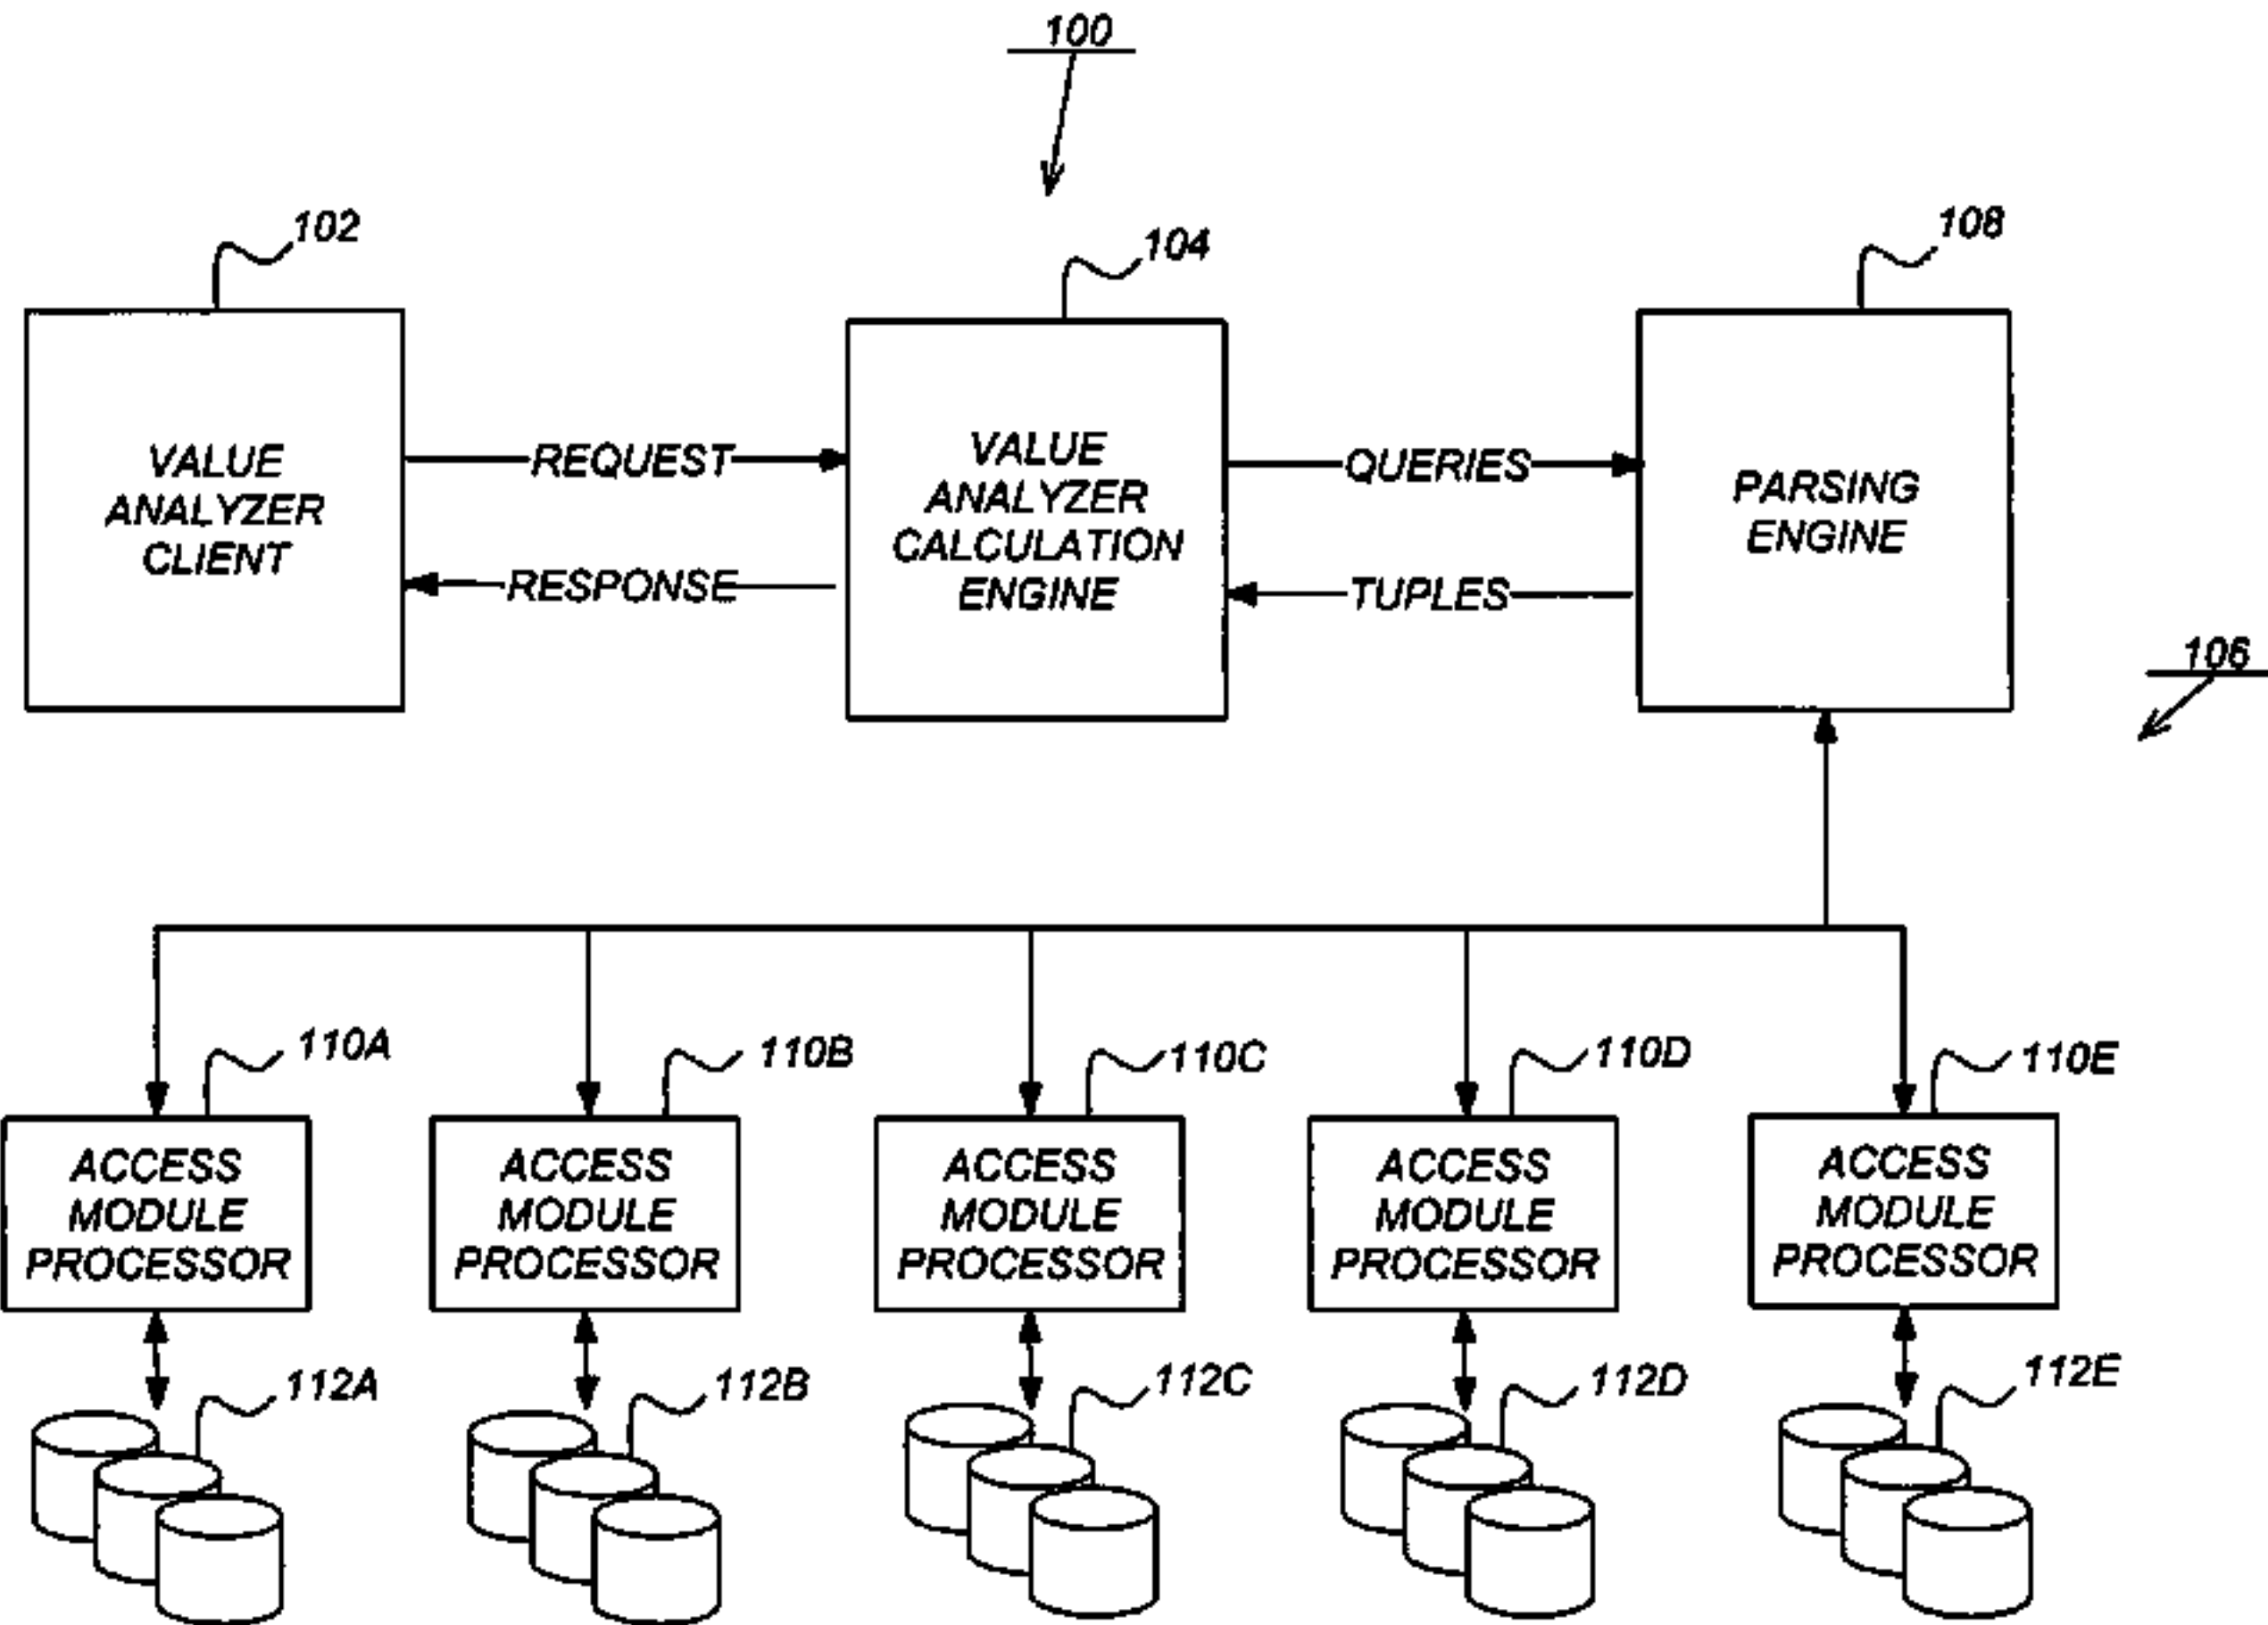 100
102
104
108
VALUE
ANALYZER
CLIENT
REQUEST
RESPONSE
VALUE
ANALYZER
CALCULATION
ENGINE
QUERIES
TUPLES
PARSING
ENGINE
106
110A
110B
110C
110D
110E
ACCESS
MODULE
PROCESSOR
ACCESS
MODULE
PROCESSOR
ACCESS
MODULE
PROCESSOR
ACCESS
MODULE
PROCESSOR
ACCESS
MODULE
PROCESSOR
112A
112B
112C
112D
112E